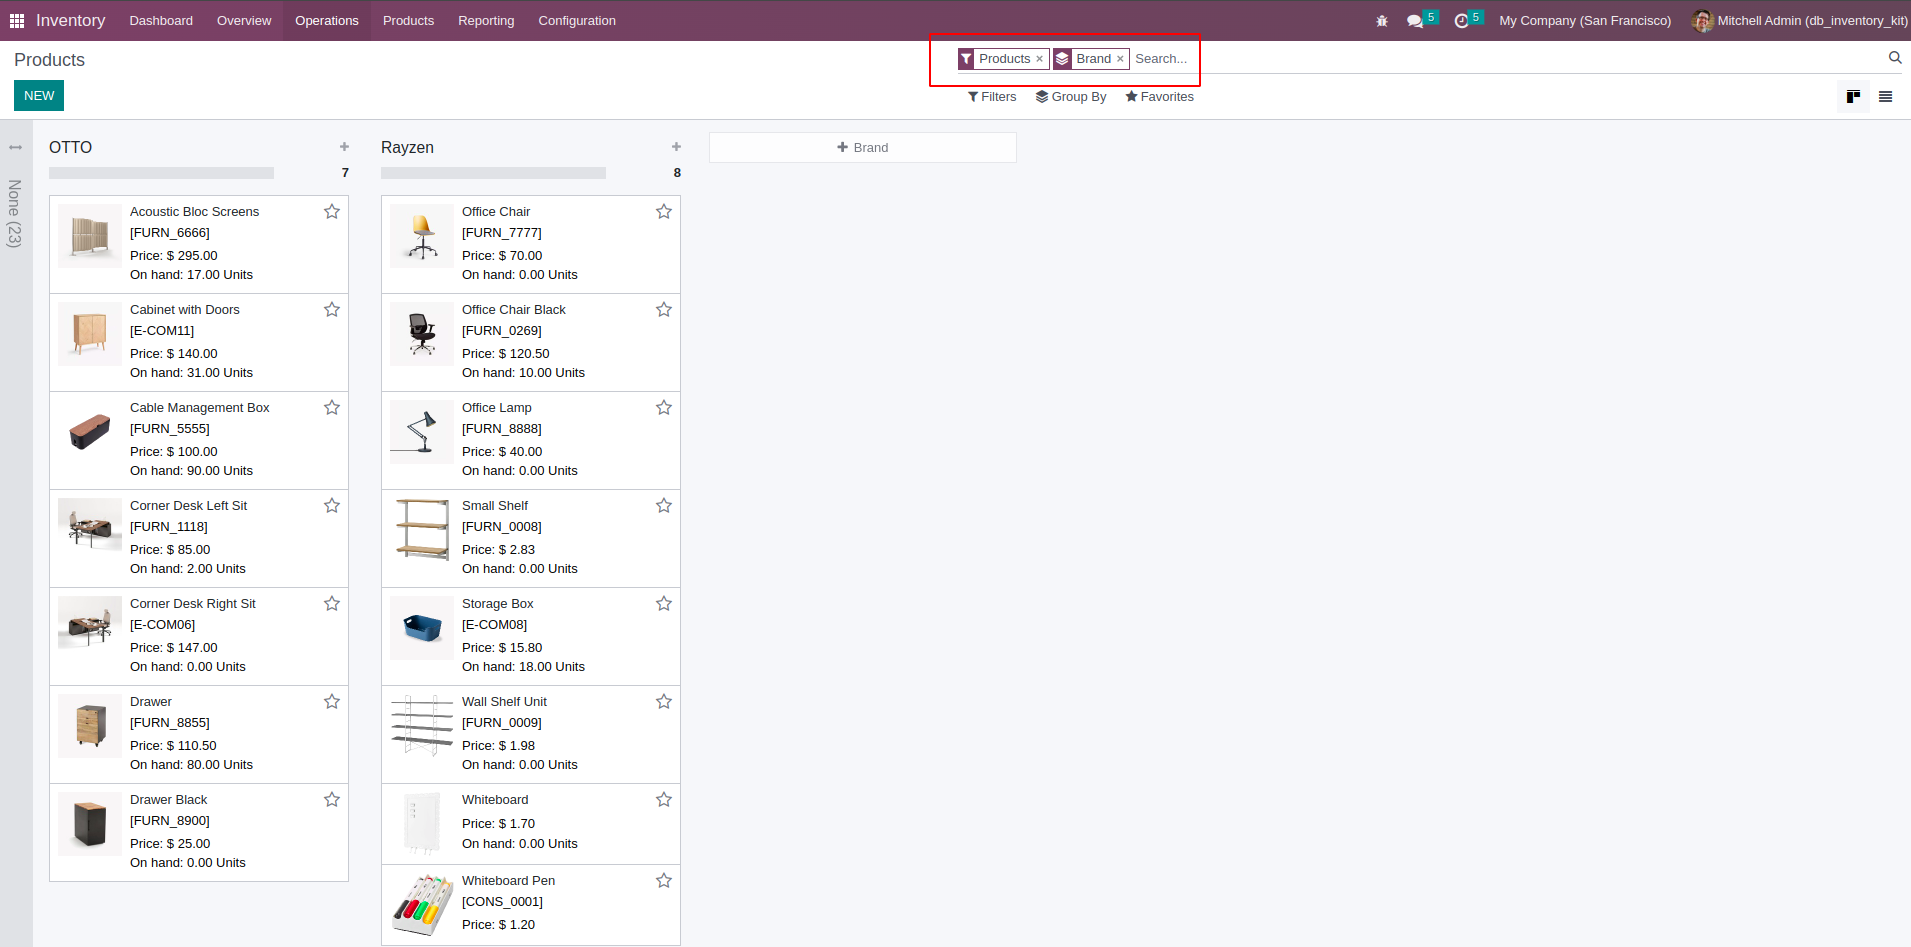 Inventory Dashboard Overview Operations Products Reporting Configuration 5 5 My Company (San Francisco) Mitchell Admin (db_inventory_kit)
Products
Products × Brand × Search...
NEW
Filters Group By Favorites
None (23)
OTTO
7
Acoustic Bloc Screens
[FURN_6666]
Price: $ 295.00
On hand: 17.00 Units
Cabinet with Doors
[E-COM11]
Price: $ 140.00
On hand: 31.00 Units
Cable Management Box
[FURN_5555]
Price: $ 100.00
On hand: 90.00 Units
Corner Desk Left Sit
[FURN_1118]
Price: $ 85.00
On hand: 2.00 Units
Corner Desk Right Sit
[E-COM06]
Price: $ 147.00
On hand: 0.00 Units
Drawer
[FURN_8855]
Price: $ 110.50
On hand: 80.00 Units
Drawer Black
[FURN_8900]
Price: $ 25.00
On hand: 0.00 Units
Rayzen
8
Office Chair
[FURN_7777]
Price: $ 70.00
On hand: 0.00 Units
Office Chair Black
[FURN_0269]
Price: $ 120.50
On hand: 10.00 Units
Office Lamp
[FURN_8888]
Price: $ 40.00
On hand: 0.00 Units
Small Shelf
[FURN_0008]
Price: $ 2.83
On hand: 0.00 Units
Storage Box
[E-COM08]
Price: $ 15.80
On hand: 18.00 Units
Wall Shelf Unit
[FURN_0009]
Price: $ 1.98
On hand: 0.00 Units
Whiteboard
Price: $ 1.70
On hand: 0.00 Units
Whiteboard Pen
[CONS_0001]
Price: $ 1.20
+ Brand